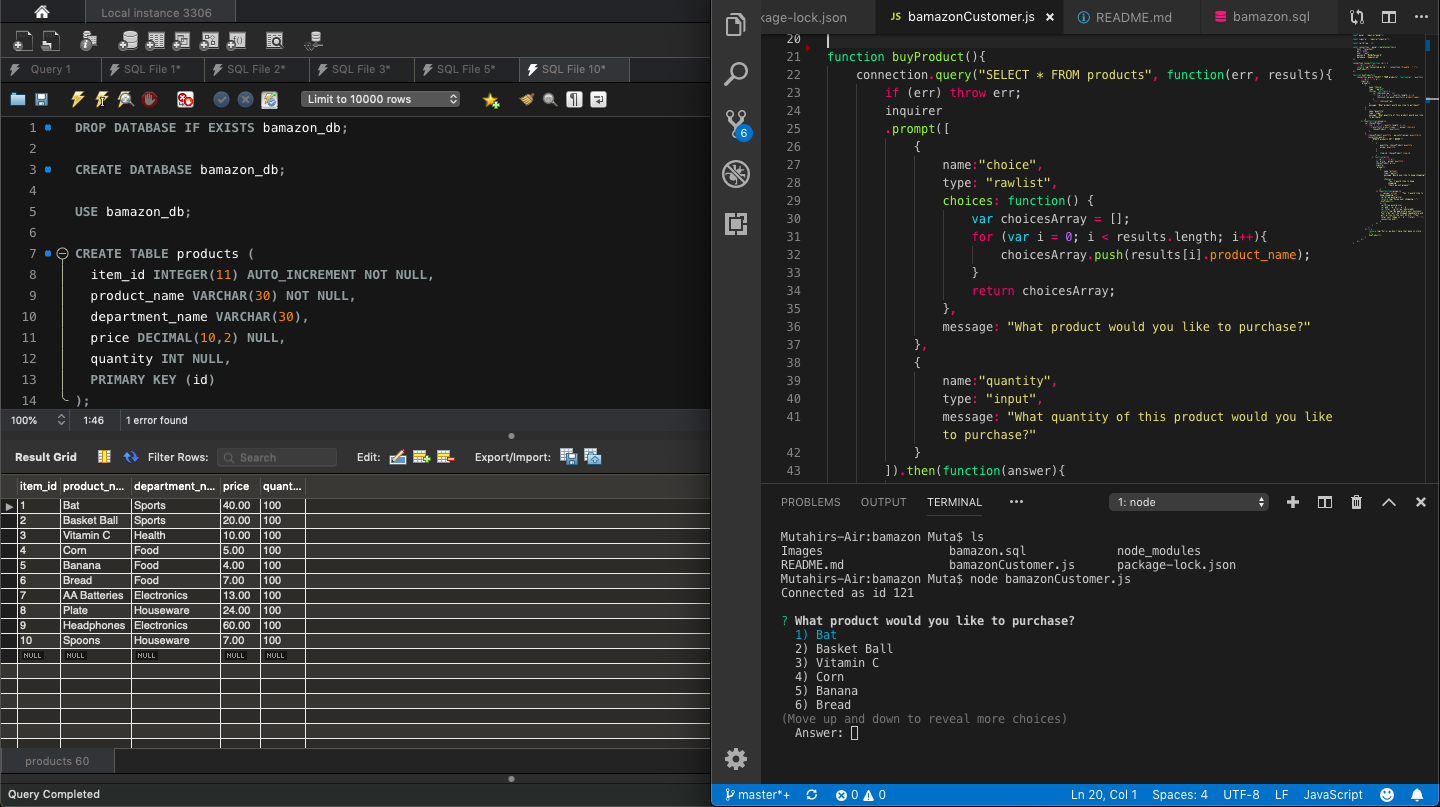 Local instance 3306
Query 1
SQL File 1*
SQL File 2*
SQL File 3*
SQL File 5*
SQL File 10*
Limit to 10000 rows
1 DROP DATABASE IF EXISTS bamazon_db;
2
3 CREATE DATABASE bamazon_db;
4
5 USE bamazon_db;
6
7 CREATE TABLE products (
8 item_id INTEGER(11) AUTO_INCREMENT NOT NULL,
9 product_name VARCHAR(30) NOT NULL,
10 department_name VARCHAR(30),
11 price DECIMAL(10,2) NULL,
12 quantity INT NULL,
13 PRIMARY KEY (id)
14 );
100% 1:46 1 error found
Result Grid Filter Rows: Search Edit: Export/Import:
item_id product_n... department_n... price quant...
1 Bat Sports 40.00 100
2 Basket Ball Sports 20.00 100
3 Vitamin C Health 10.00 100
4 Corn Food 5.00 100
5 Banana Food 4.00 100
6 Bread Food 7.00 100
7 AA Batteries Electronics 13.00 100
8 Plate Houseware 24.00 100
9 Headphones Electronics 60.00 100
10 Spoons Houseware 7.00 100
NULL NULL NULL NULL NULL
products 60
Query Completed
kage-lock.json
JS bamazonCustomer.js
README.md
bamazon.sql
6
20
21 function buyProduct(){
22 connection.query("SELECT * FROM products", function(err, results){
23 if (err) throw err;
24 inquirer
25 .prompt([
26 {
27 name:"choice",
28 type: "rawlist",
29 choices: function() {
30 var choicesArray = [];
31 for (var i = 0; i < results.length; i++){
32 choicesArray.push(results[i].product_name);
33 }
34 return choicesArray;
35 },
36 message: "What product would you like to purchase?"
37 },
38 {
39 name:"quantity",
40 type: "input",
41 message: "What quantity of this product would you like
to purchase?"
42 }
43 ]).then(function(answer){
PROBLEMS OUTPUT TERMINAL ••• 1: node
Mutahirs-Air:bamazon Muta$ ls
Images bamazon.sql node_modules
README.md bamazonCustomer.js package-lock.json
Mutahirs-Air:bamazon Muta$ node bamazonCustomer.js
Connected as id 121
? What product would you like to purchase?
1) Bat
2) Basket Ball
3) Vitamin C
4) Corn
5) Banana
6) Bread
(Move up and down to reveal more choices)
Answer:
master*+ 0 0 Ln 20, Col 1 Spaces: 4 UTF-8 LF JavaScript